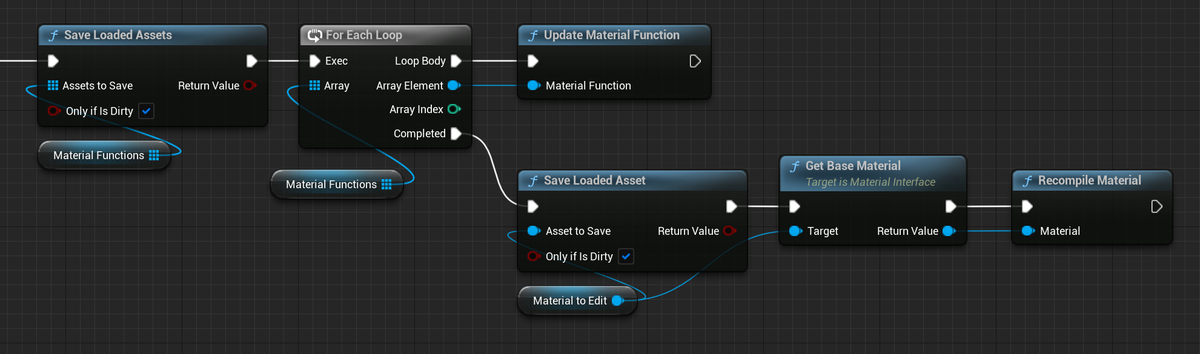 Save Loaded Assets
Assets to Save
Return Value
Only if Is Dirty
Material Functions
For Each Loop
Exec
Loop Body
Array
Array Element
Array Index
Completed
Material Functions
Update Material Function
Material Function
Save Loaded Asset
Asset to Save
Return Value
Only if Is Dirty
Material to Edit
Get Base Material
Target is Material Interface
Target
Return Value
Recompile Material
Material